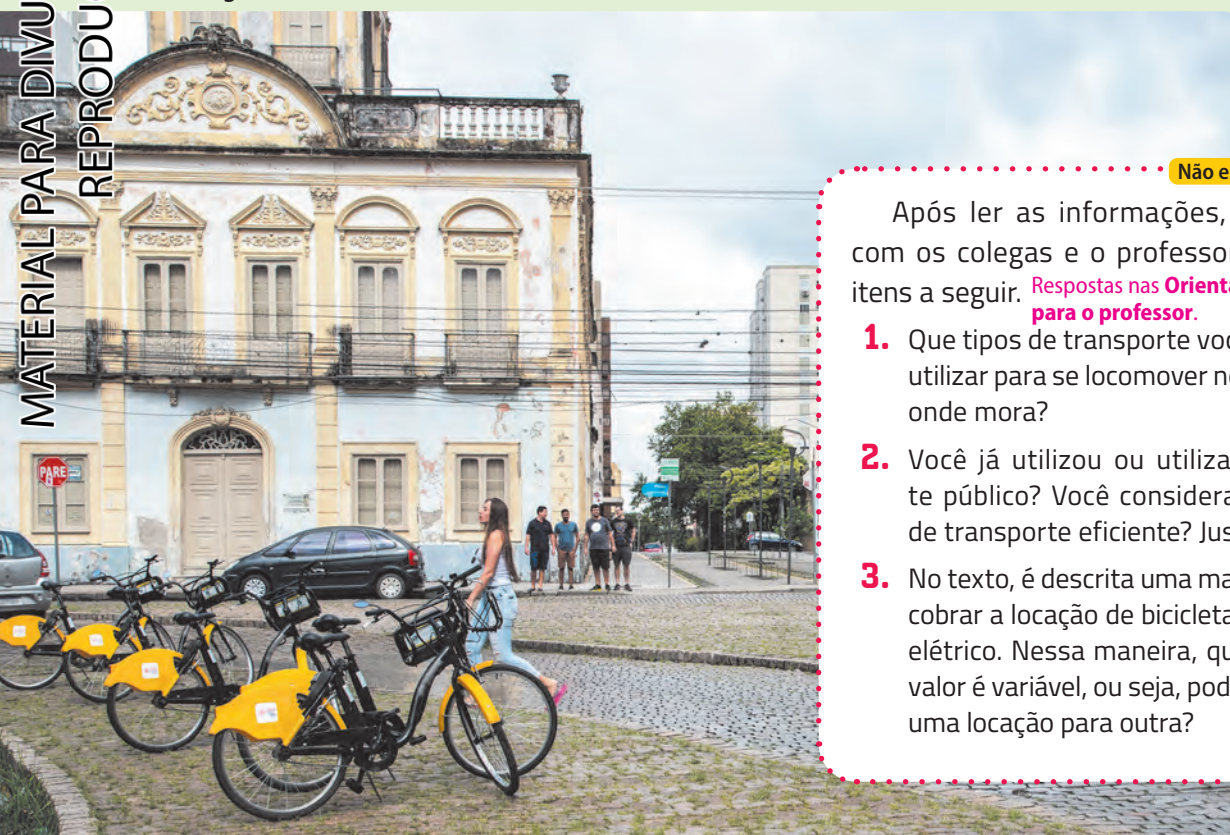 MATERIAL PARA DIVU
REPRODU
PARE
Não e
Após ler as informações,
com os colegas e o professor
itens a seguir. Respostas nas Orienta
para o professor.
1. Que tipos de transporte voc
utilizar para se locomover n
onde mora?
2. Você já utilizou ou utiliza
te público? Você considera
de transporte eficiente? Jus
3. No texto, é descrita uma ma
cobrar a locação de bicicleta
elétrico. Nessa maneira, qu
valor é variável, ou seja, pod
uma locação para outra?